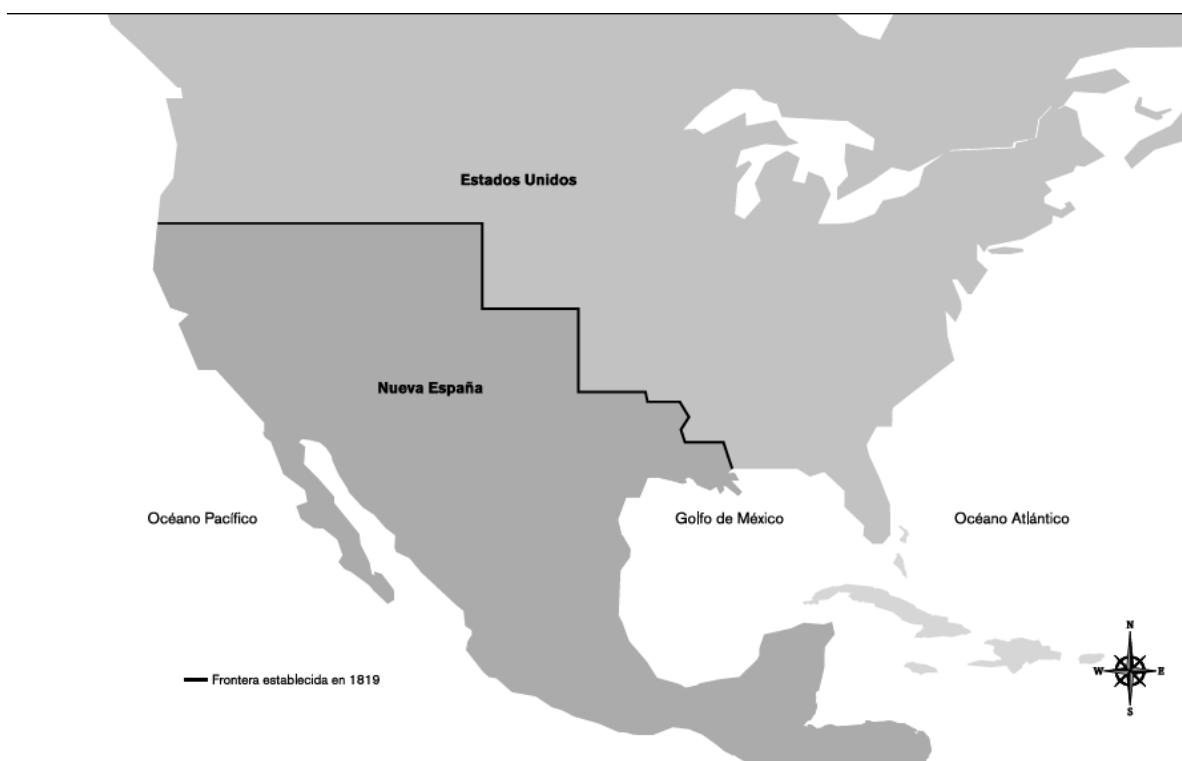 Estados Unidos
Nueva España
Océano Pacífico
Golfo de México
Océano Atlántico
Frontera establecida en 1819
N
W E
S